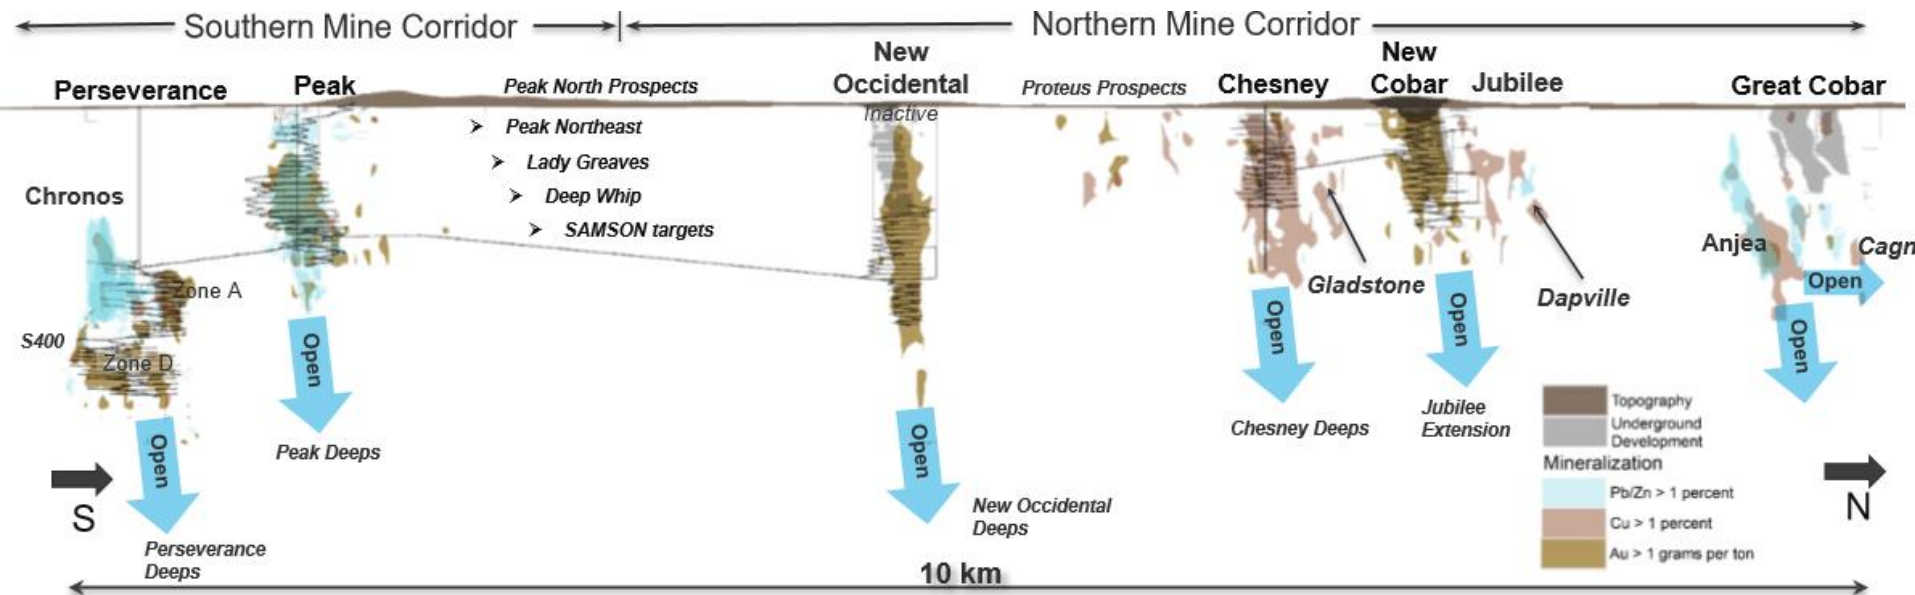 Southern Mine Corridor
Northern Mine Corridor
Perseverance
Peak
Peak North Prospects
New
Occidental
Inactive
Proteus Prospects
Chesney
New
Cobar
Jubilee
Great Cobar
➢ Peak Northeast
➢ Lady Greaves
➢ Deep Whip
➢ SAMSON targets
Chronos
Zone A
S400
Zone D
Open
Perseverance
Deeps
Open
Peak Deeps
Open
New Occidental
Deeps
Open
Chesney Deeps
Gladstone
Open
Jubilee
Extension
Dapville
Anjea
Cagn
Open
Open
Topography
Underground
Development
Mineralization
Pb/Zn > 1 percent
Cu > 1 percent
Au > 1 grams per ton
S
N
10 km